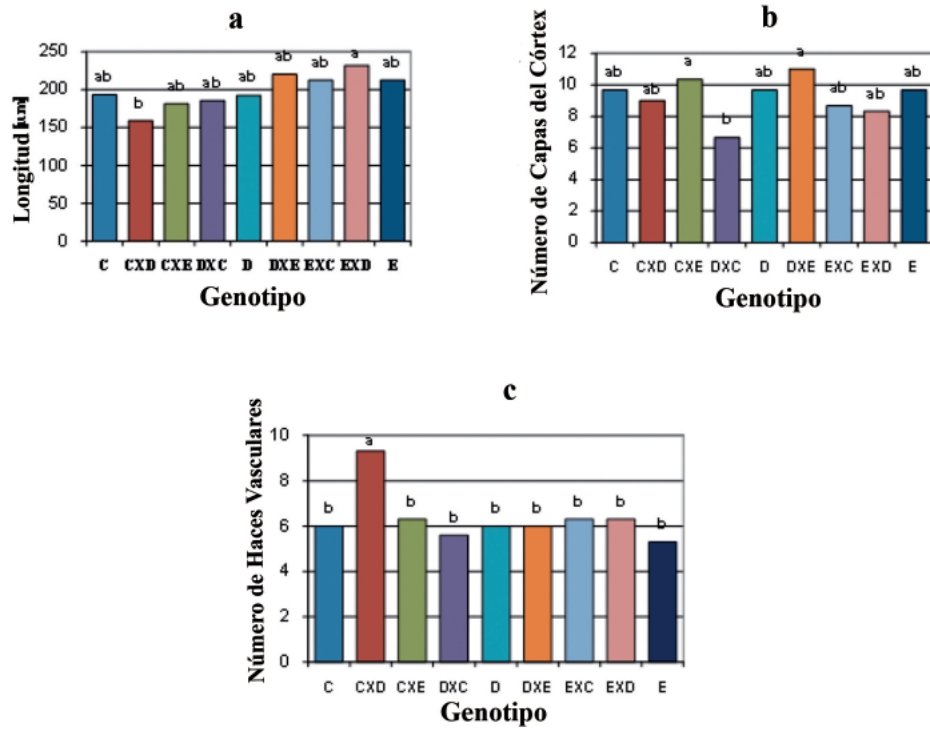 a
250
200
150
100
50
0
Longitud [µm]
ab b ab ab ab ab ab a ab
C CXD CXE DXC D DXE EXC EXD E
Genotipo
b
12
10
8
6
4
2
0
Número de Capas del Córtex
ab ab a b ab a ab ab ab
C CXD CXE DXC D DXE EXC EXD E
Genotipo
c
10
8
6
4
2
0
Número de Haces Vasculares
b a b b b b b b b
C CXD CXE DXC D DXE EXC EXD E
Genotipo